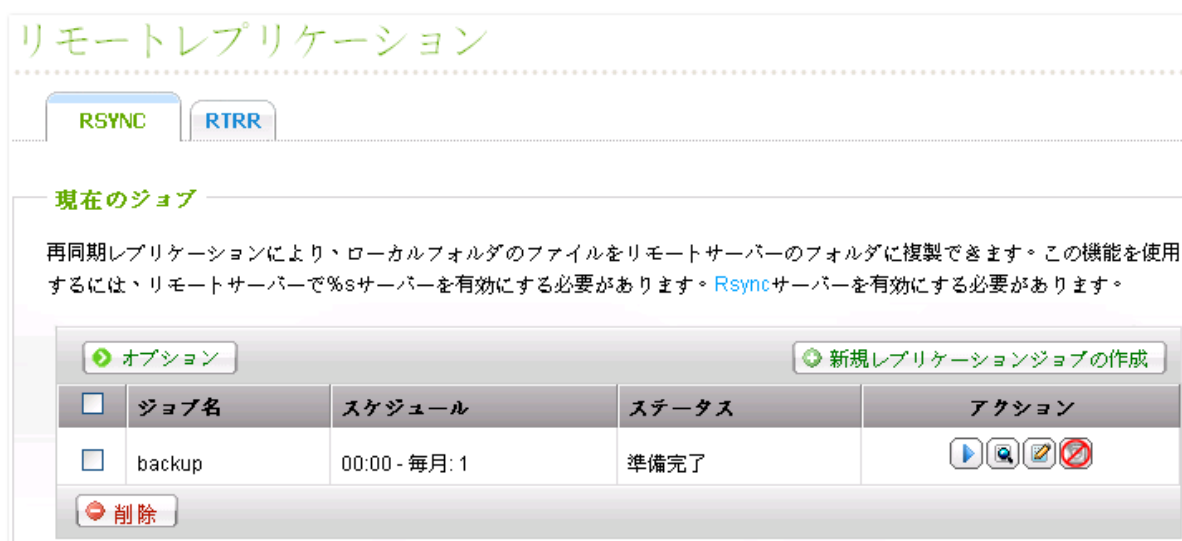 リモートレプリケーション
RSYNC RTRR
現在のジョブ
再同期レプリケーションにより、ローカルフォルダのファイルをリモートサーバーのフォルダに複製できます。この機能を使用
するには、リモートサーバーで%sサーバーを有効にする必要があります。Rsyncサーバーを有効にする必要があります。
オプション 新規レプリケーションジョブの作成
ジョブ名 スケジュール ステータス アクション
backup 00:00 - 毎月: 1 準備完了
削除